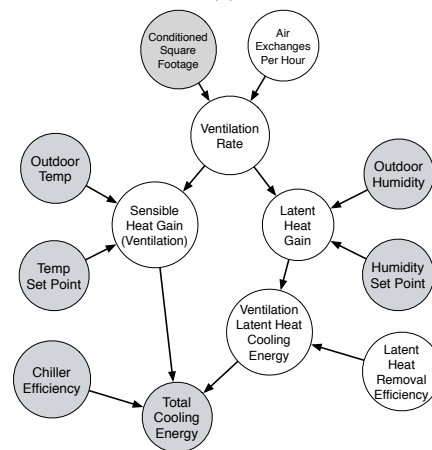 Conditioned
Square
Footage
Air
Exchanges
Per Hour
Ventilation
Rate
Outdoor
Temp
Outdoor
Humidity
Sensible
Heat Gain
(Ventilation)
Latent
Heat
Gain
Temp
Set Point
Humidity
Set Point
Ventilation
Latent Heat
Cooling
Energy
Chiller
Efficiency
Latent
Heat
Removal
Efficiency
Total
Cooling
Energy